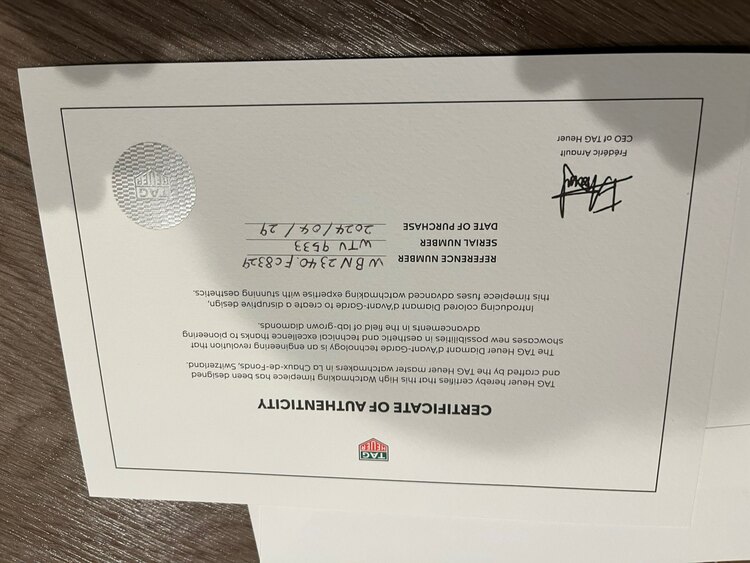 TAG
HEUER
CERTIFICATE OF AUTHENTICITY
TAG Heuer hereby certifies that this High Watchmaking timepiece has been designed
and crafted by the TAG Heuer master watchmakers in La Chaux-de-Fonds, Switzerland.
The TAG Heuer Diamant d'Avant-Garde technology is an engineering revolution that
showcases new possibilities in aesthetic and technical excellence thanks to pioneering
advancements in the field of lab-grown diamonds.
Introducing colored Diamant d'Avant-Garde to create a disruptive design,
this timepiece fuses advanced watchmaking expertise with stunning aesthetics.
REFERENCE NUMBER WBN2340.FC8329
SERIAL NUMBER WTV 9533
DATE OF PURCHASE 2024/04/29
Frédéric Arnault
CEO of TAG Heuer
TAG
HEUER